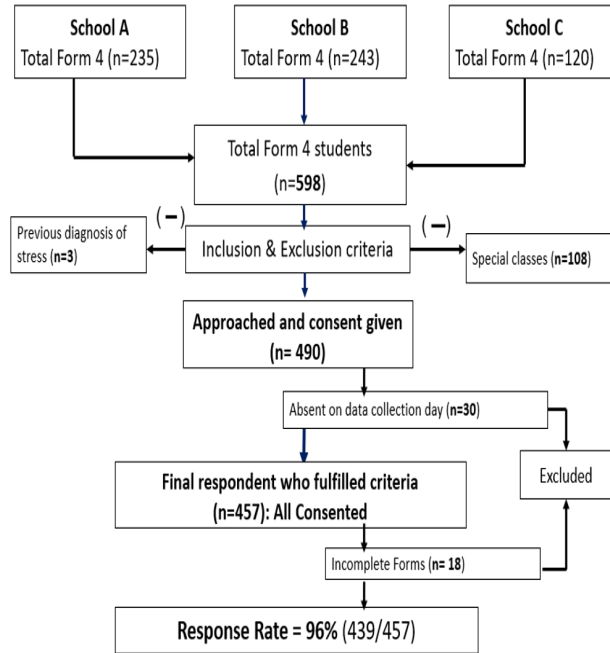 School A
Total Form 4 (n=235)
School B
Total Form 4 (n=243)
School C
Total Form 4 (n=120)
Total Form 4 students
(n=598)
(－)
(－)
Previous diagnosis of
stress (n=3)
Inclusion & Exclusion criteria
Special classes (n=108)
Approached and consent given
(n= 490)
Absent on data collection day (n=30)
Final respondent who fulfilled criteria
(n=457): All Consented
Excluded
Incomplete Forms (n= 18)
Response Rate = 96% (439/457)